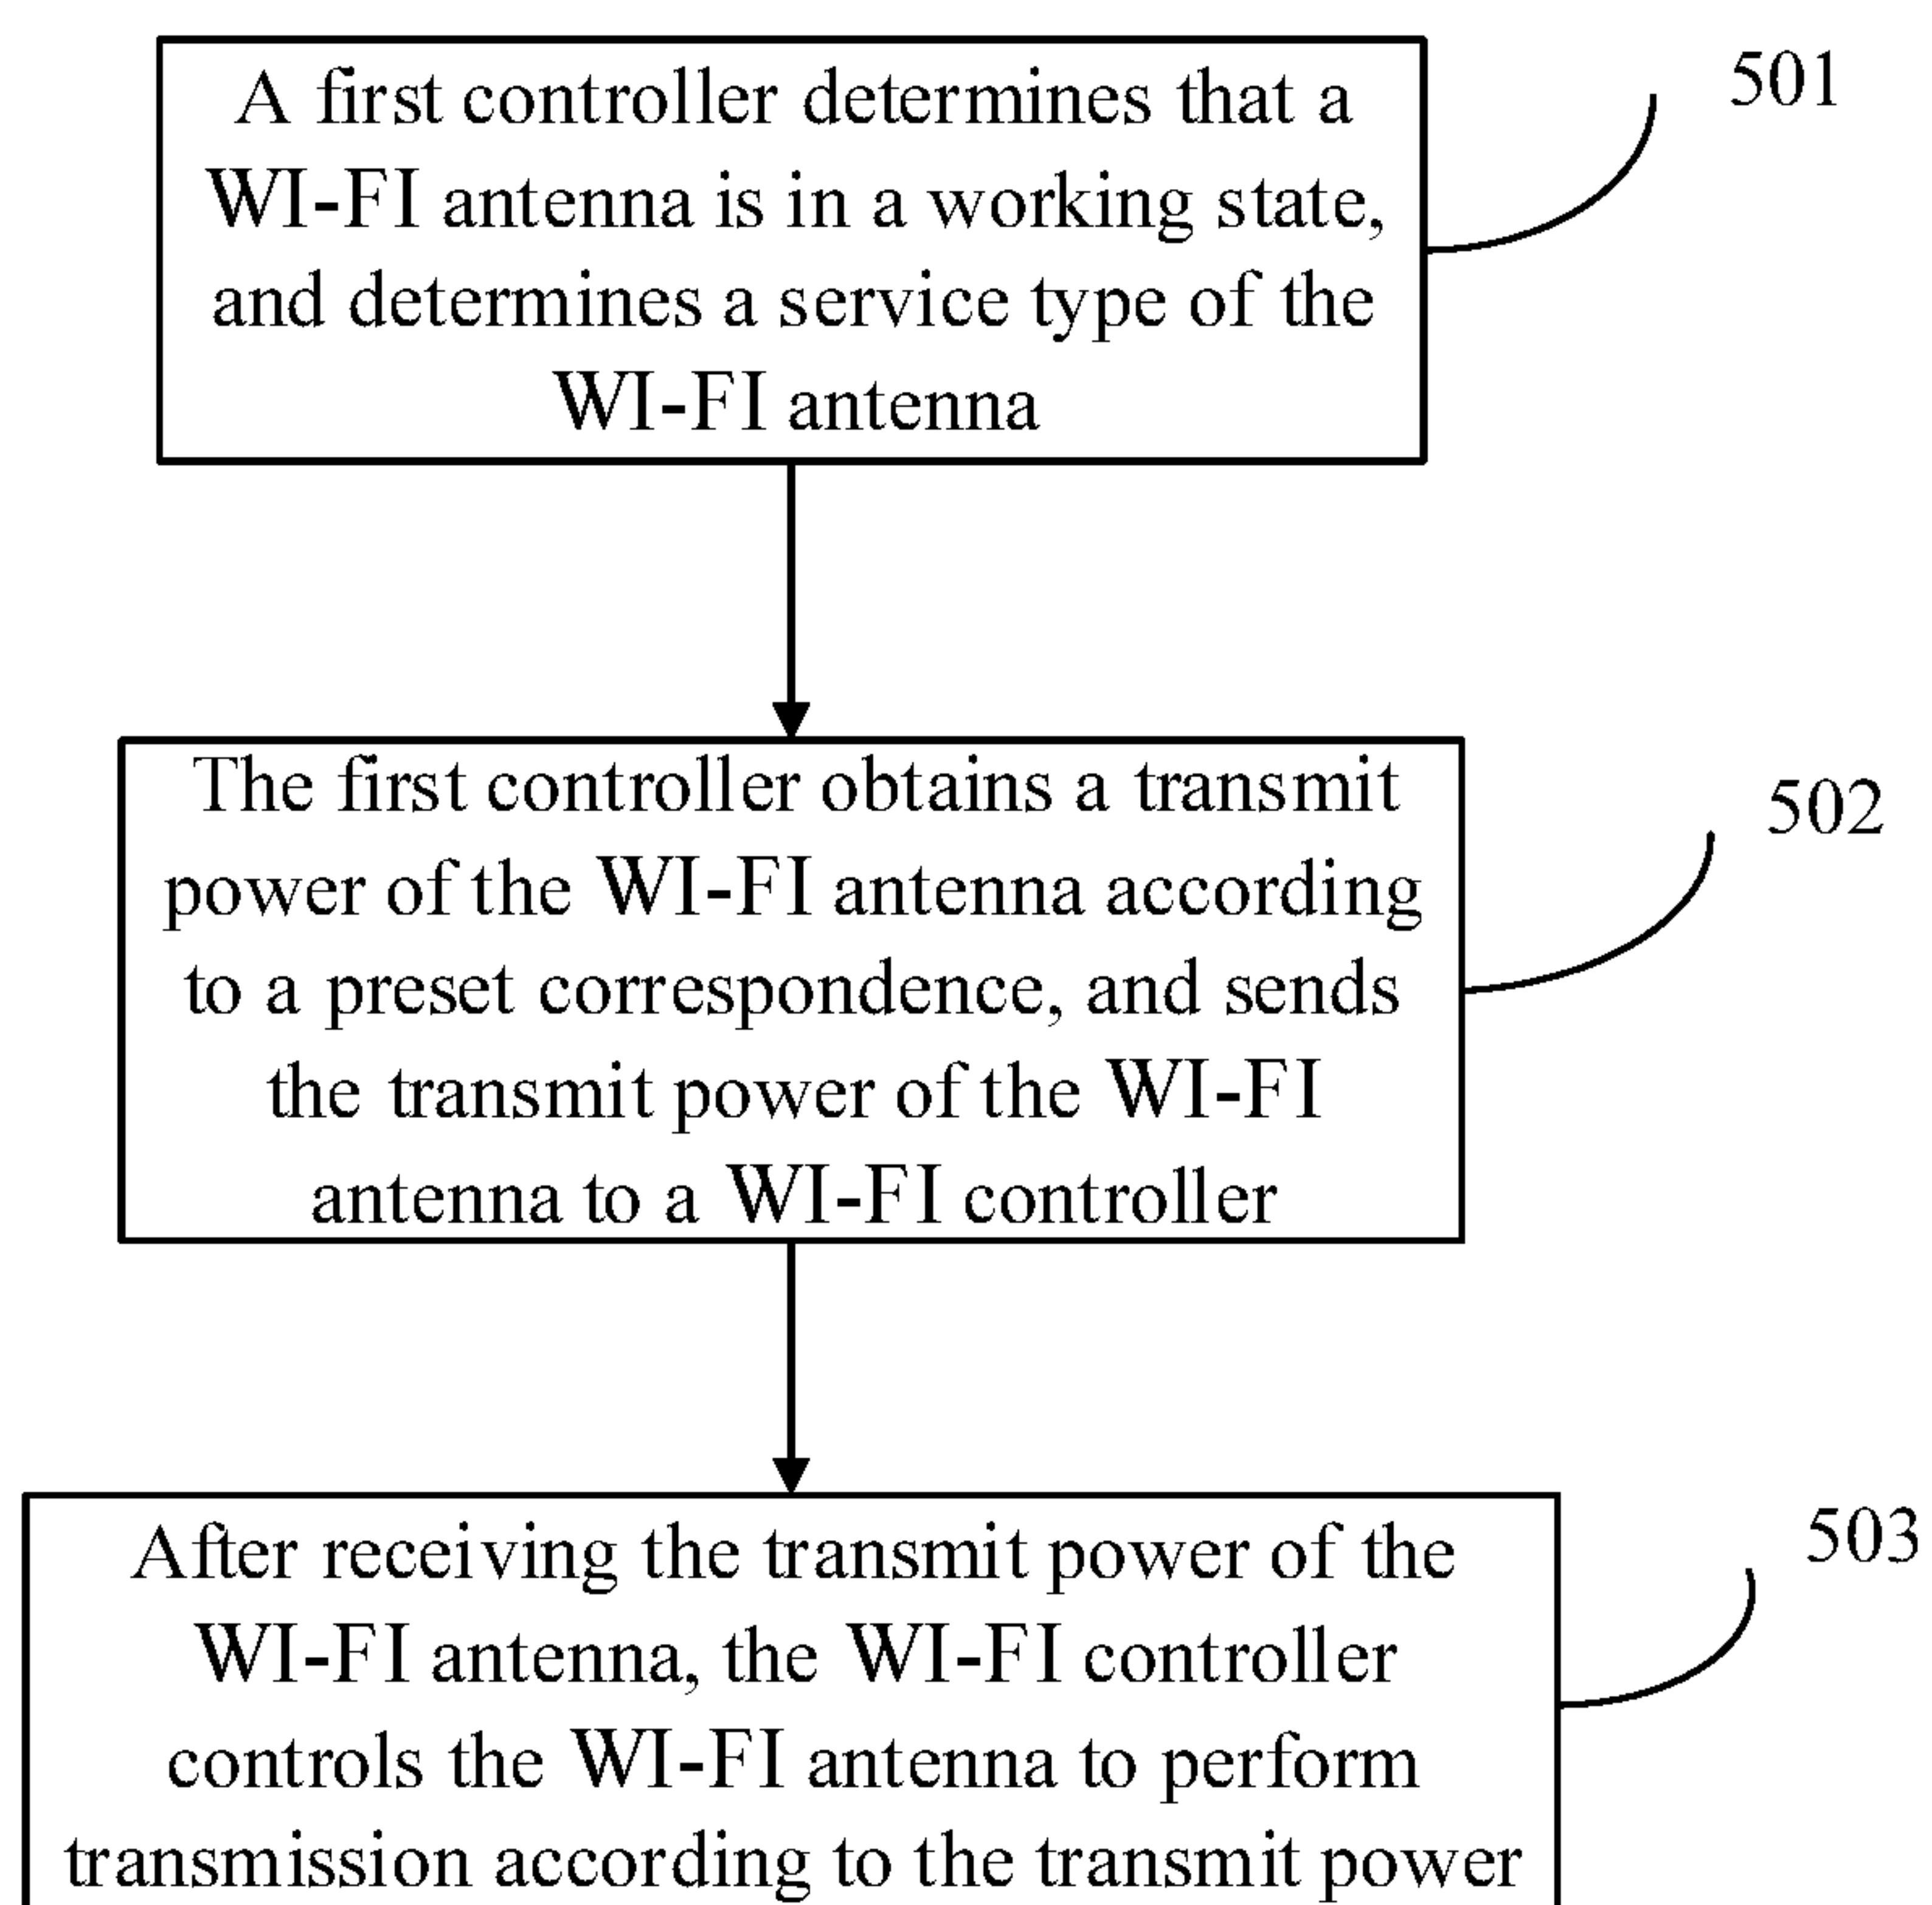 A first controller determines that a
WI-FI antenna is in a working state,
and determines a service type of the
WI-FI antenna
501
The first controller obtains a transmit
power of the WI-FI antenna according
to a preset correspondence, and sends
the transmit power of the WI-FI
antenna to a WI-FI controller
502
After receiving the transmit power of the
WI-FI antenna, the WI-FI controller
controls the WI-FI antenna to perform
transmission according to the transmit power
503